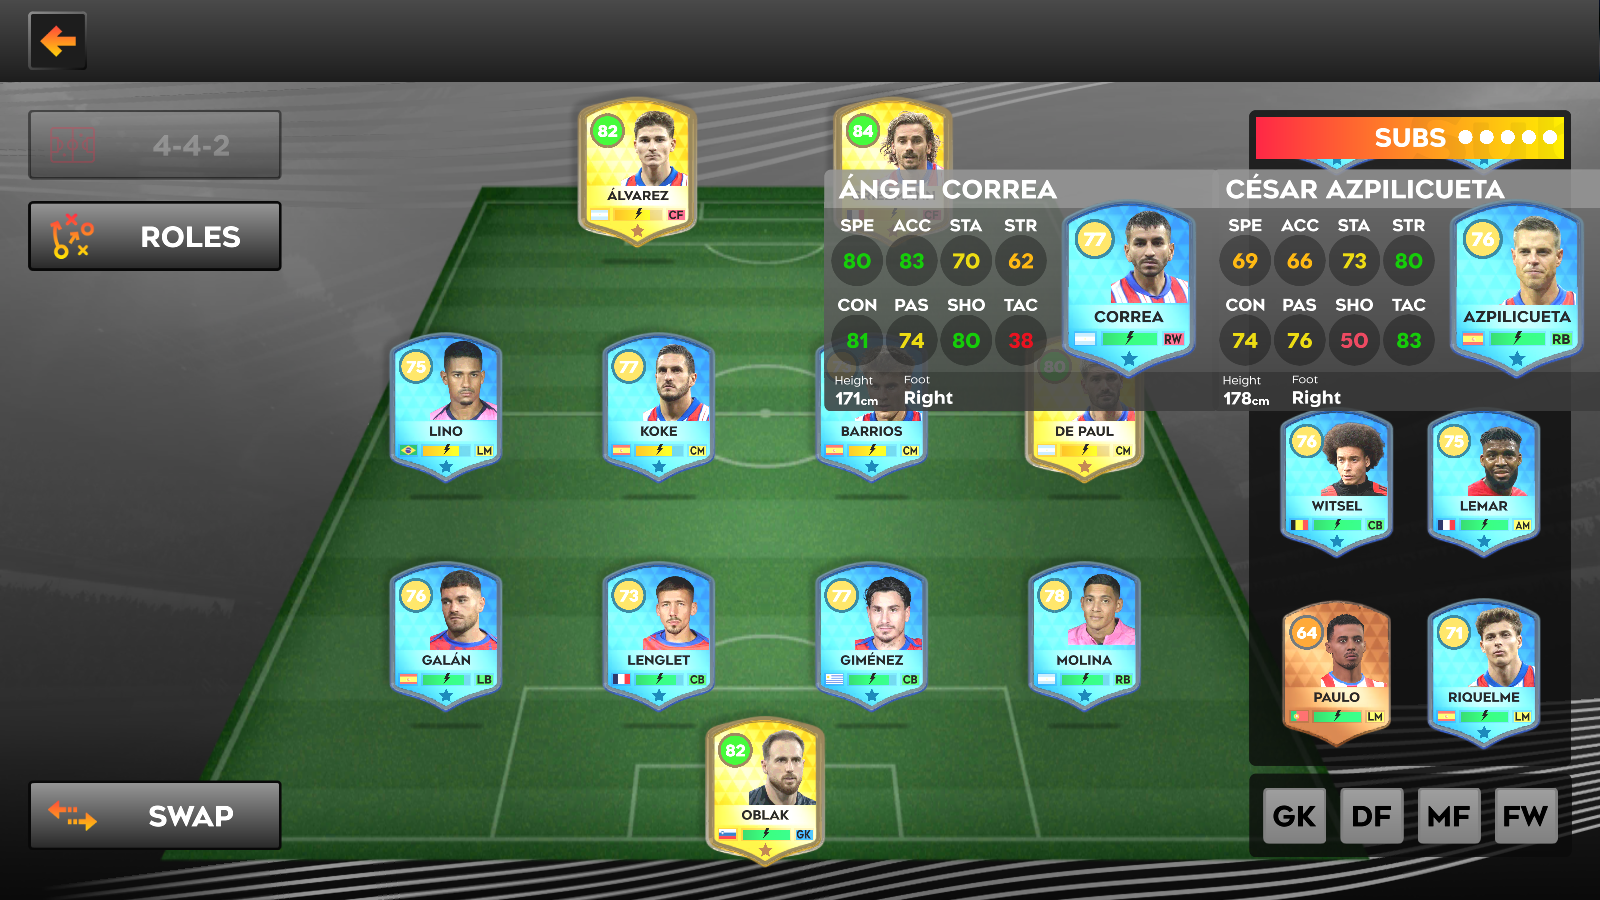 4-4-2
ROLES
SWAP
82
ÁLVAREZ
CF
84
SUBS
ÁNGEL CORREA
SPE ACC STA STR
80 83 70 62
CON PAS SHO TAC
81 74 80 38
Height Foot
171cm Right
77
CORREA
RW
CÉSAR AZPILICUETA
SPE ACC STA STR
69 66 73 80
CON PAS SHO TAC
74 76 50 83
Height Foot
178cm Right
76
AZPILICUETA
RB
75
LINO
LM
77
KOKE
CM
BARRIOS
CM
80
DE PAUL
CM
76
WITSEL
CB
75
LEMAR
AM
76
GALÁN
LB
73
LENGLET
CB
77
GIMÉNEZ
CB
78
MOLINA
RB
64
PAULO
LM
71
RIQUELME
LM
82
OBLAK
GK
GK DF MF FW